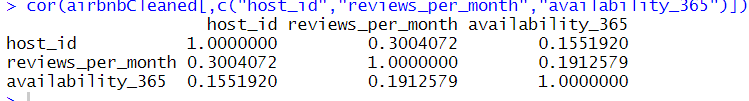 > cor(airbnbCleaned[,c("host_id","reviews_per_month","availability_365")])
host_id reviews_per_month availability_365
host_id 1.0000000 0.3004072 0.1551920
reviews_per_month 0.3004072 1.0000000 0.1912579
availability_365 0.1551920 0.1912579 1.0000000
>